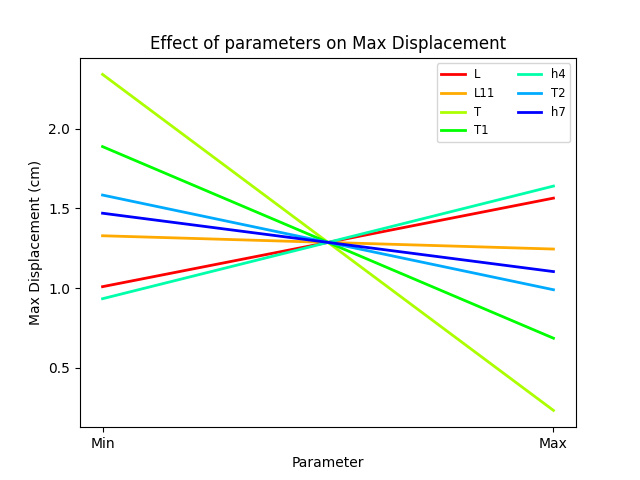 Effect of parameters on Max Displacement
L
L11
T
T1
h4
T2
h7
2.0
1.5
1.0
0.5
Max Displacement (cm)
Min
Max
Parameter